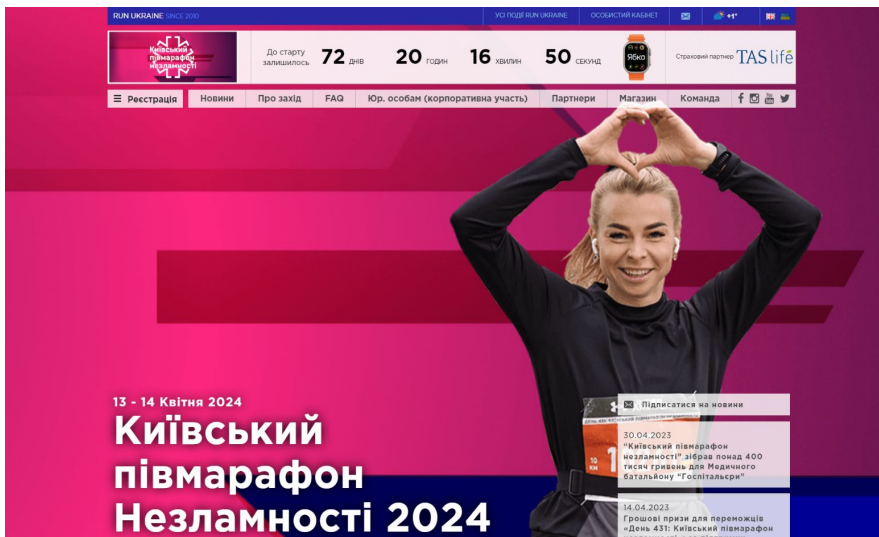 RUN UKRAINE SINCE 2010
УСІ ПОДІЇ RUN UKRAINE ОСОБИСТИЙ КАБІНЕТ +1°
Київський
півмарафон
незламності
До старту
залишилось 72 днів 20 годин 16 хвилин 50 секунд
Ябко
Страховий партнер TAS life
Реєстрація Новини Про захід FAQ Юр. особам (корпоративна участь) Партнери Магазин Команда
13 - 14 Квітня 2024
Київський
півмарафон
Незламності 2024
10
КМ
Підписатися на новини
30.04.2023
"Київський півмарафон
незламності" зібрав понад 400
тисяч гривень для Медичного
батальйону "Госпітальєри"
14.04.2023
Грошові призи для переможців
«День 431: Київський півмарафон